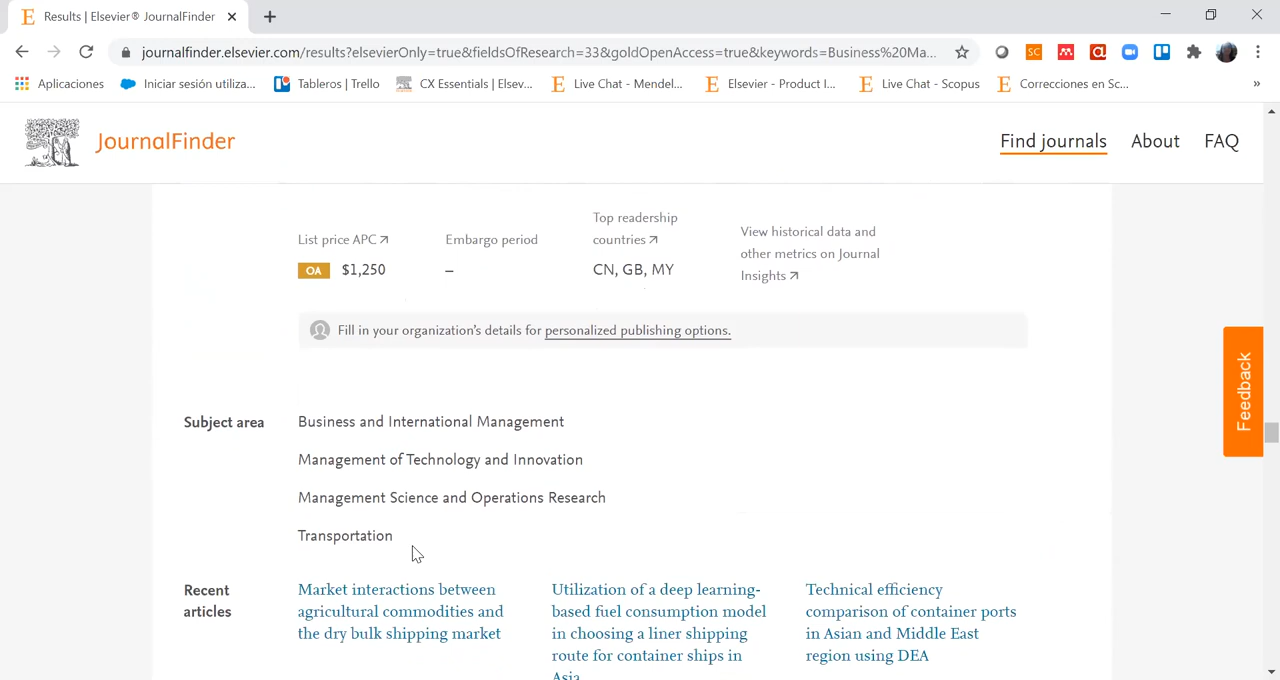 Results | Elsevier® JournalFinder
journalfinder.elsevier.com/results?elsevierOnly=true&fieldsOfResearch=33&goldOpenAccess=true&keywords=Business%20Ma...
Aplicaciones
Iniciar sesión utiliza...
Tableros | Trello
CX Essentials | Elsev...
Live Chat - Mendel...
Elsevier - Product I...
Live Chat - Scopus
Correcciones en Sc...
»
JournalFinder
Find journals
About
FAQ
List price APC
OA $1,250
Embargo period
–
Top readership
countries
CN, GB, MY
View historical data and
other metrics on Journal
Insights
Fill in your organization's details for personalized publishing options.
Feedback
Subject area
Business and International Management
Management of Technology and Innovation
Management Science and Operations Research
Transportation
Recent
articles
Market interactions between
agricultural commodities and
the dry bulk shipping market
Utilization of a deep learning-
based fuel consumption model
in choosing a liner shipping
route for container ships in
Asia
Technical efficiency
comparison of container ports
in Asian and Middle East
region using DEA